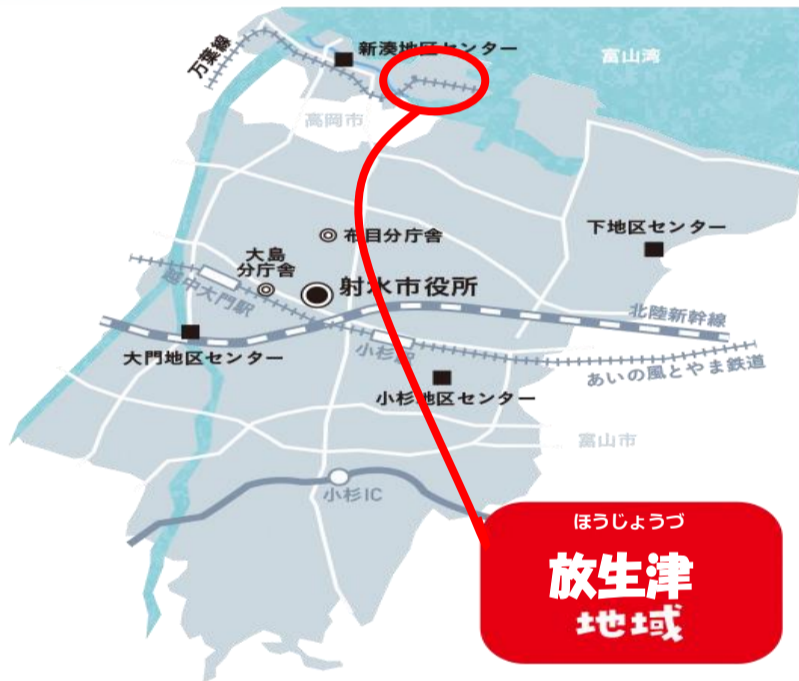 万葉線
新湊地区センター
富山湾
高岡市
布目分庁舎
下地区センター
大島
分庁舎
越中大門駅
射水市役所
北陸新幹線
大門地区センター
小杉
あいの風とやま鉄道
小杉地区センター
富山市
小杉IC
ほうじょうづ
放生津
地域